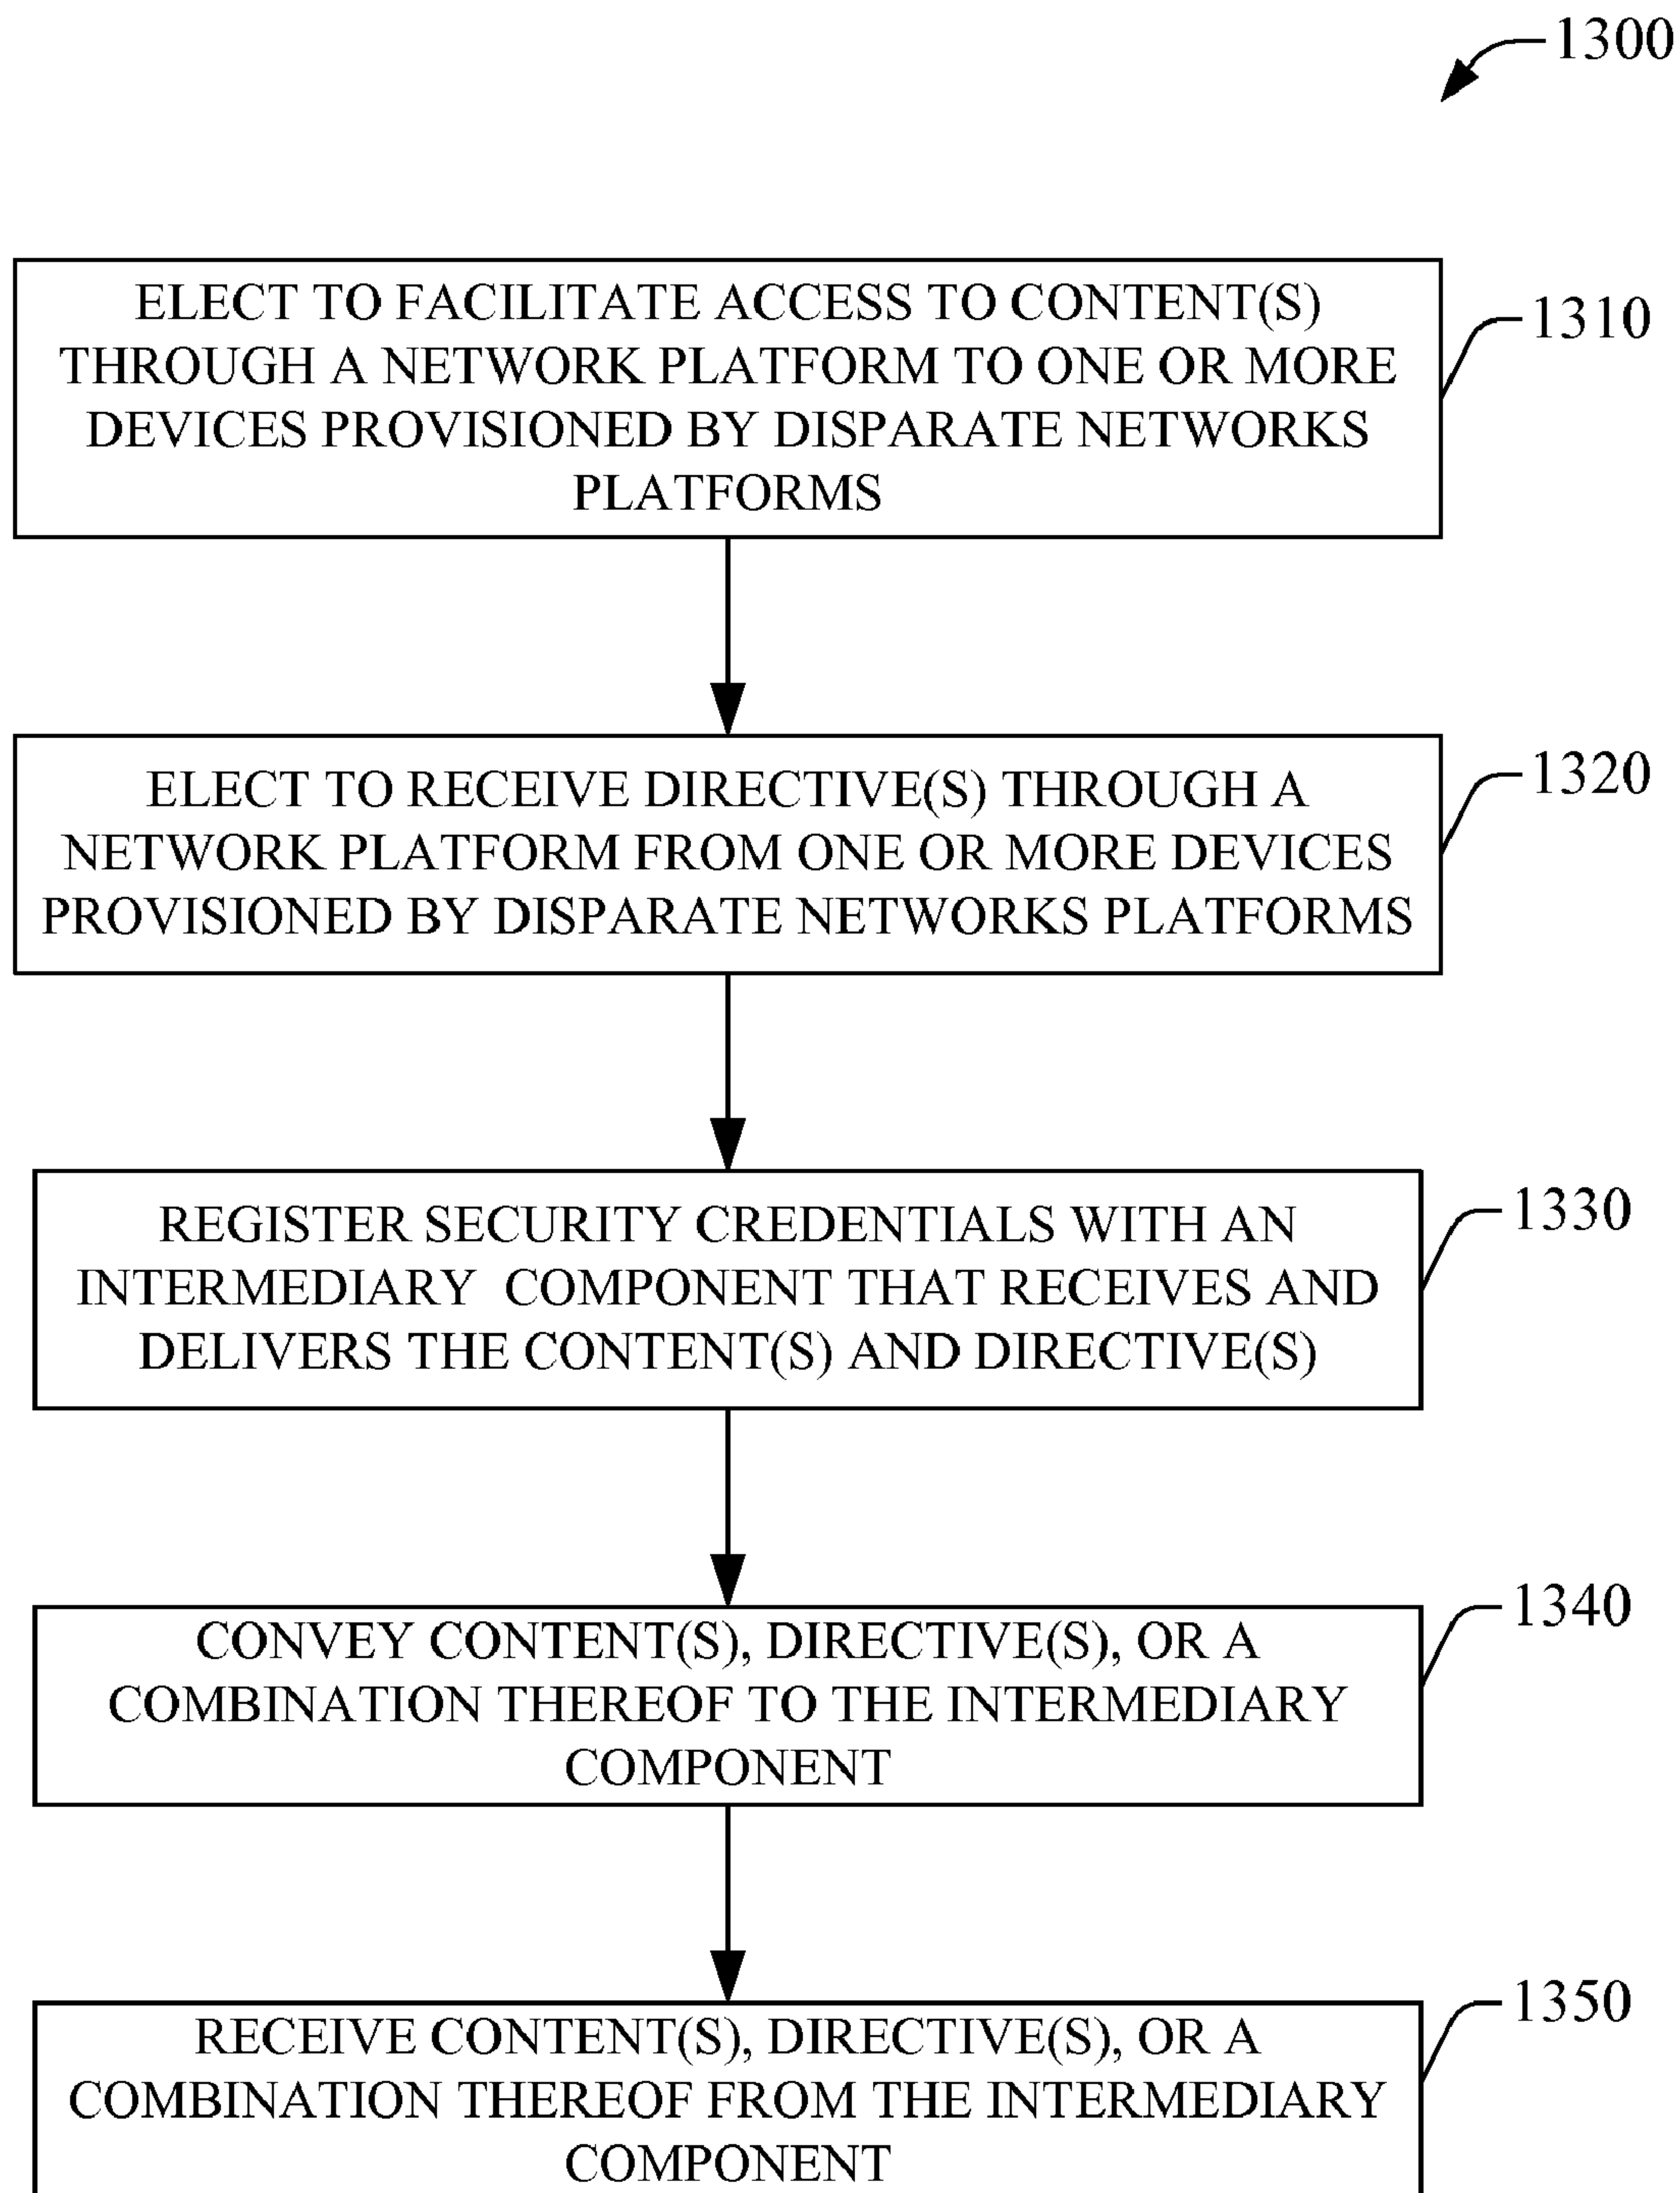 1300
ELECT TO FACILITATE ACCESS TO CONTENT(S)
THROUGH A NETWORK PLATFORM TO ONE OR MORE
DEVICES PROVISIONED BY DISPARATE NETWORKS
PLATFORMS
1310
ELECT TO RECEIVE DIRECTIVE(S) THROUGH A
NETWORK PLATFORM FROM ONE OR MORE DEVICES
PROVISIONED BY DISPARATE NETWORKS PLATFORMS
1320
REGISTER SECURITY CREDENTIALS WITH AN
INTERMEDIARY COMPONENT THAT RECEIVES AND
DELIVERS THE CONTENT(S) AND DIRECTIVE(S)
1330
CONVEY CONTENT(S), DIRECTIVE(S), OR A
COMBINATION THEREOF TO THE INTERMEDIARY
COMPONENT
1340
RECEIVE CONTENT(S), DIRECTIVE(S), OR A
COMBINATION THEREOF FROM THE INTERMEDIARY
COMPONENT
1350